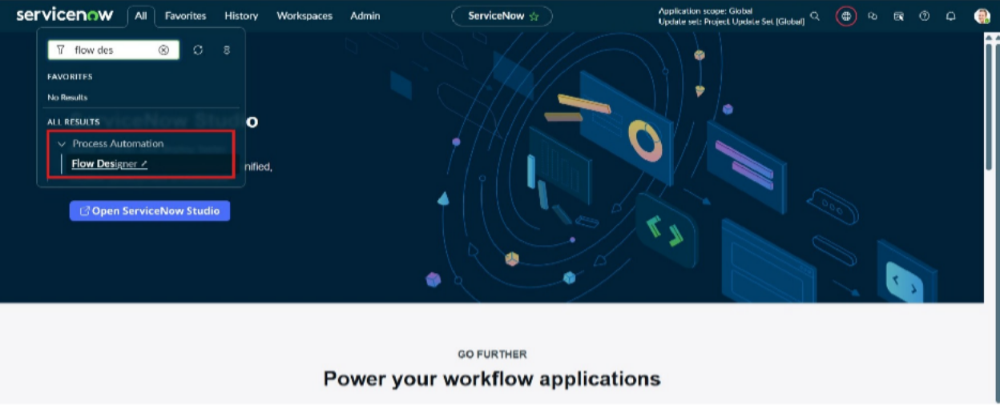 servicenow All Favorites History Workspaces Admin ServiceNow Application scope: Global
Update set: Project Update Set [Global]
flow des
FAVORITES
No Results
ALL RESULTS
Studio
Process Automation
Flow Designer
nified,
Open ServiceNow Studio
GO FURTHER
Power your workflow applications